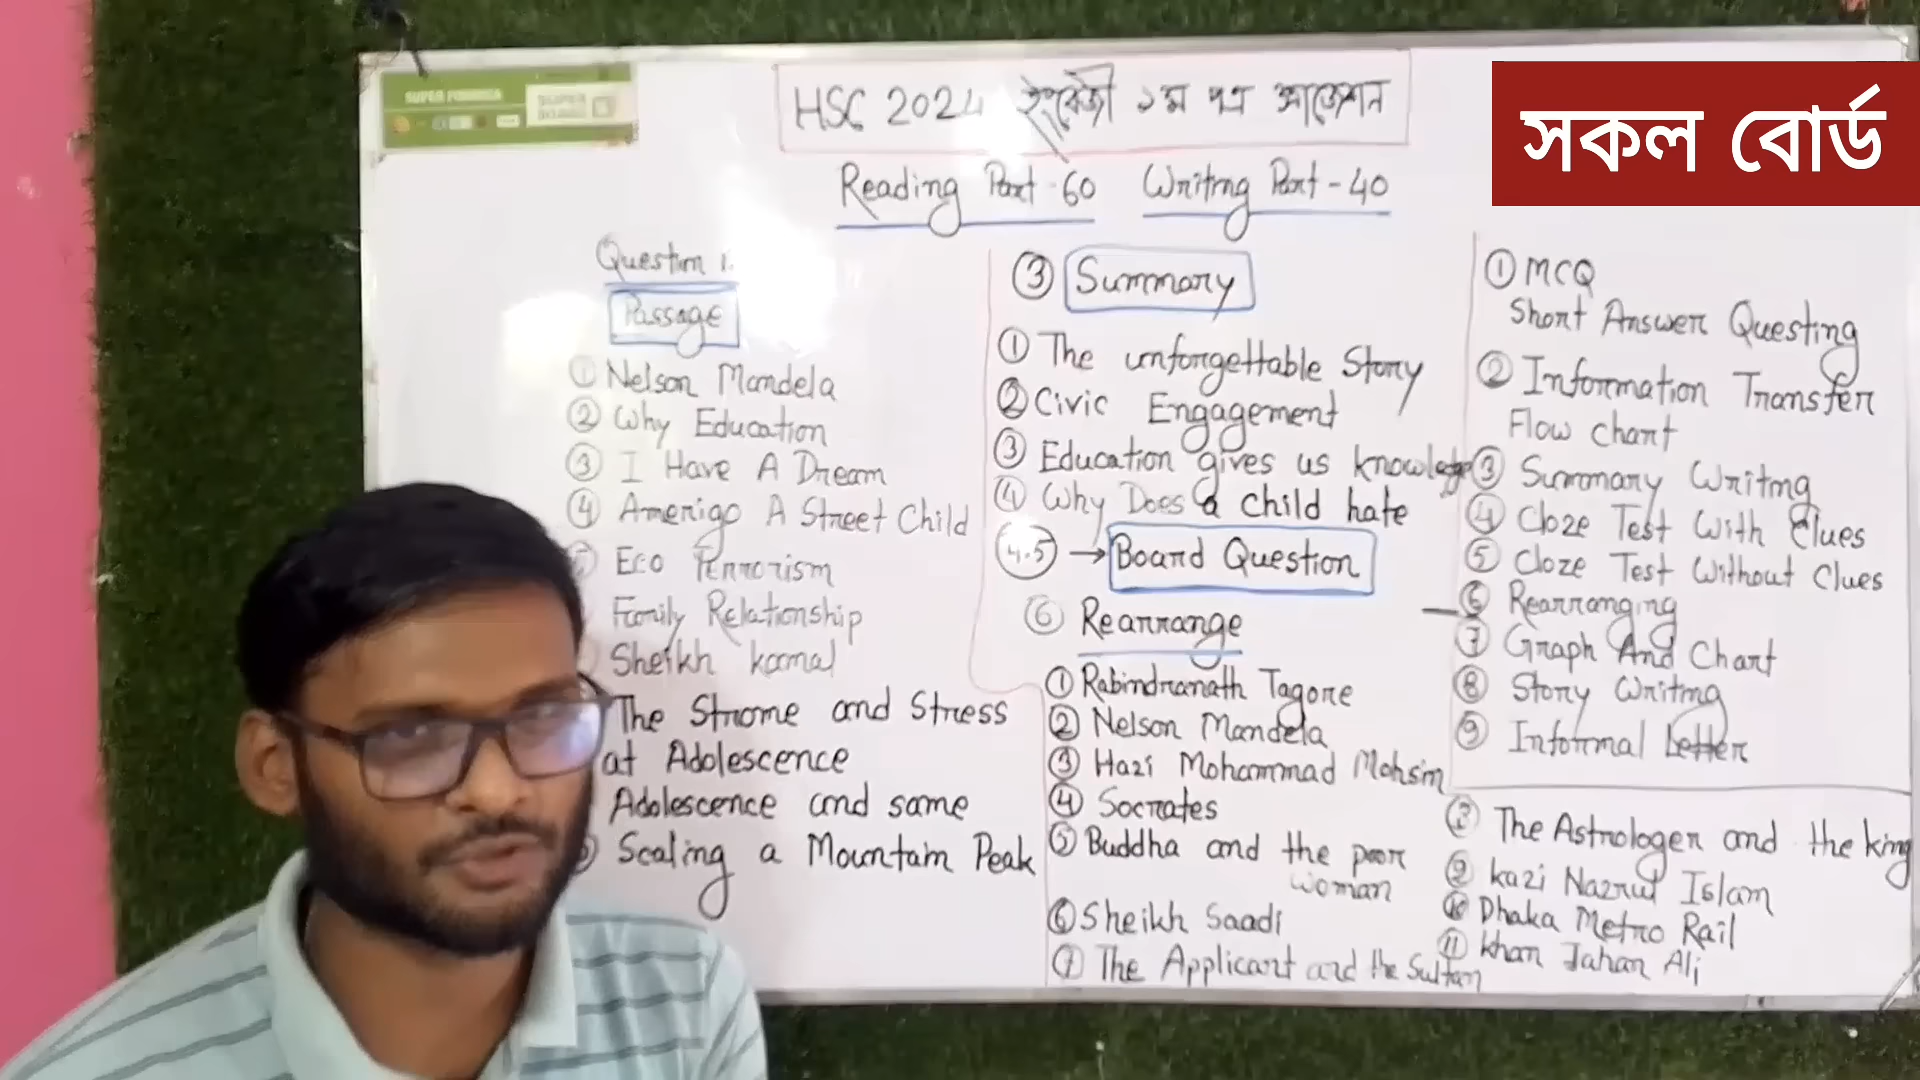 HSC 2024 ইংরেজী ১ম পত্র সাজেশন
সকল বোর্ড
Reading Part-60 Writing Part-40
Question 1.
Passage
① Nelson Mandela
② Why Education
③ I Have A Dream
④ Amerigo A Street Child
Eco Terrorism
Family Relationship
Sheikh kamal
The Strome and Stress
at Adolescence
Adolescence and some
Scaling a Mountain Peak
③ Summary
① The unforgettable Story
② Civic Engagement
③ Education gives us knowledge
④ Why Does a child hate
4.5 → Board Question
⑥ Rearrange
① Rabindranath Tagore
② Nelson Mandela
③ Hazi Mohammad Mohsin
④ Socrates
⑤ Buddha and the poor
woman
⑥ Sheikh Saadi
⑦ The Applicant and the Sultan
① MCQ
Short Answer Questing
② Information Transfer
Flow chart
③ Summary Writing
④ Cloze Test With Clues
⑤ Cloze Test Without Clues
⑥ Rearranging
⑦ Graph And Chart
⑧ Story Writing
⑨ Informal Letter
The Astrologer and the king
⑨ kazi Nazrul Islam
⑩ Dhaka Metro Rail
⑪ khan Jahan Ali